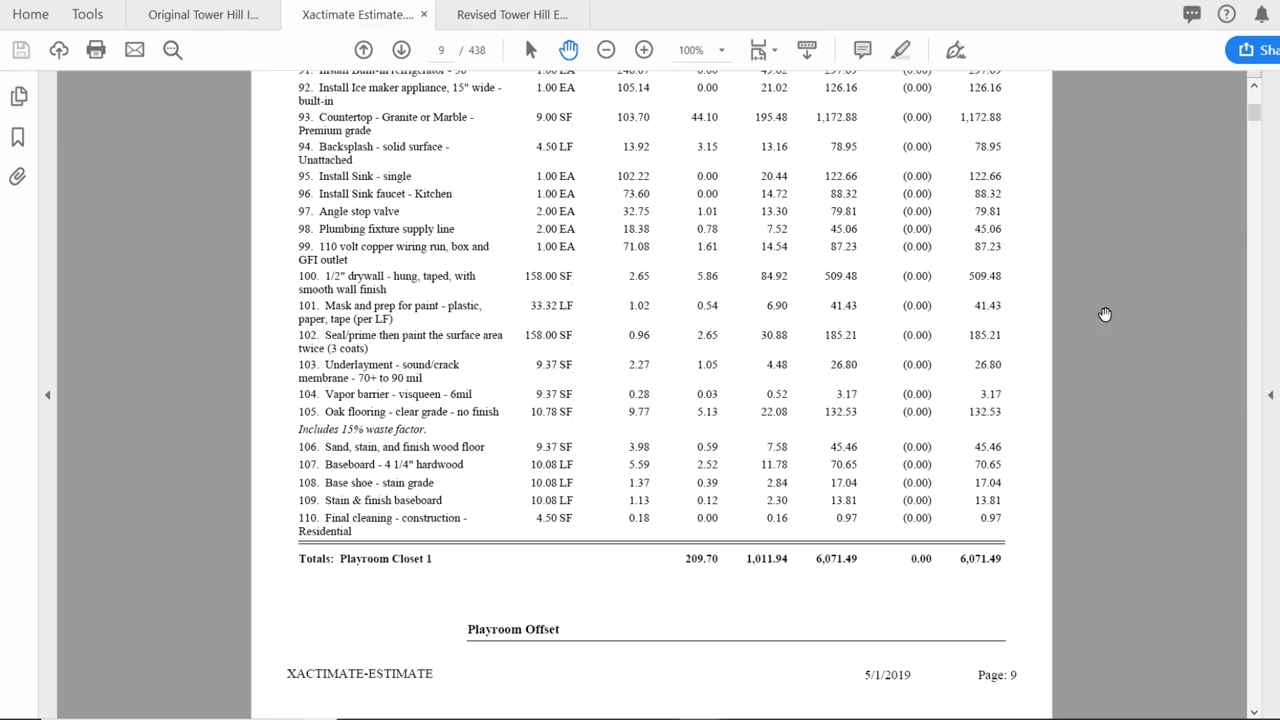 Home Tools Original Tower Hill I... Xactimate Estimate.... × Revised Tower Hill E...
9 / 438 100% Sha
92. Install Ice maker appliance, 15" wide - 1.00 EA 105.14 0.00 21.02 126.16 (0.00) 126.16
built-in
93. Countertop - Granite or Marble - 9.00 SF 103.70 44.10 195.48 1,172.88 (0.00) 1,172.88
Premium grade
94. Backsplash - solid surface - 4.50 LF 13.92 3.15 13.16 78.95 (0.00) 78.95
Unattached
95. Install Sink - single 1.00 EA 102.22 0.00 20.44 122.66 (0.00) 122.66
96. Install Sink faucet - Kitchen 1.00 EA 73.60 0.00 14.72 88.32 (0.00) 88.32
97. Angle stop valve 2.00 EA 32.75 1.01 13.30 79.81 (0.00) 79.81
98. Plumbing fixture supply line 2.00 EA 18.38 0.78 7.52 45.06 (0.00) 45.06
99. 110 volt copper wiring run, box and 1.00 EA 71.08 1.61 14.54 87.23 (0.00) 87.23
GFI outlet
100. 1/2" drywall - hung, taped, with 158.00 SF 2.65 5.86 84.92 509.48 (0.00) 509.48
smooth wall finish
101. Mask and prep for paint - plastic, 33.32 LF 1.02 0.54 6.90 41.43 (0.00) 41.43
paper, tape (per LF)
102. Seal/prime then paint the surface area 158.00 SF 0.96 2.65 30.88 185.21 (0.00) 185.21
twice (3 coats)
103. Underlayment - sound/crack 9.37 SF 2.27 1.05 4.48 26.80 (0.00) 26.80
membrane - 70+ to 90 mil
104. Vapor barrier - visqueen - 6mil 9.37 SF 0.28 0.03 0.52 3.17 (0.00) 3.17
105. Oak flooring - clear grade - no finish 10.78 SF 9.77 5.13 22.08 132.53 (0.00) 132.53
Includes 15% waste factor.
106. Sand, stain, and finish wood floor 9.37 SF 3.98 0.59 7.58 45.46 (0.00) 45.46
107. Baseboard - 4 1/4" hardwood 10.08 LF 5.59 2.52 11.78 70.65 (0.00) 70.65
108. Base shoe - stain grade 10.08 LF 1.37 0.39 2.84 17.04 (0.00) 17.04
109. Stain & finish baseboard 10.08 LF 1.13 0.12 2.30 13.81 (0.00) 13.81
110. Final cleaning - construction - 4.50 SF 0.18 0.00 0.16 0.97 (0.00) 0.97
Residential
Totals: Playroom Closet 1 209.70 1,011.94 6,071.49 0.00 6,071.49
Playroom Offset
XACTIMATE-ESTIMATE 5/1/2019 Page: 9